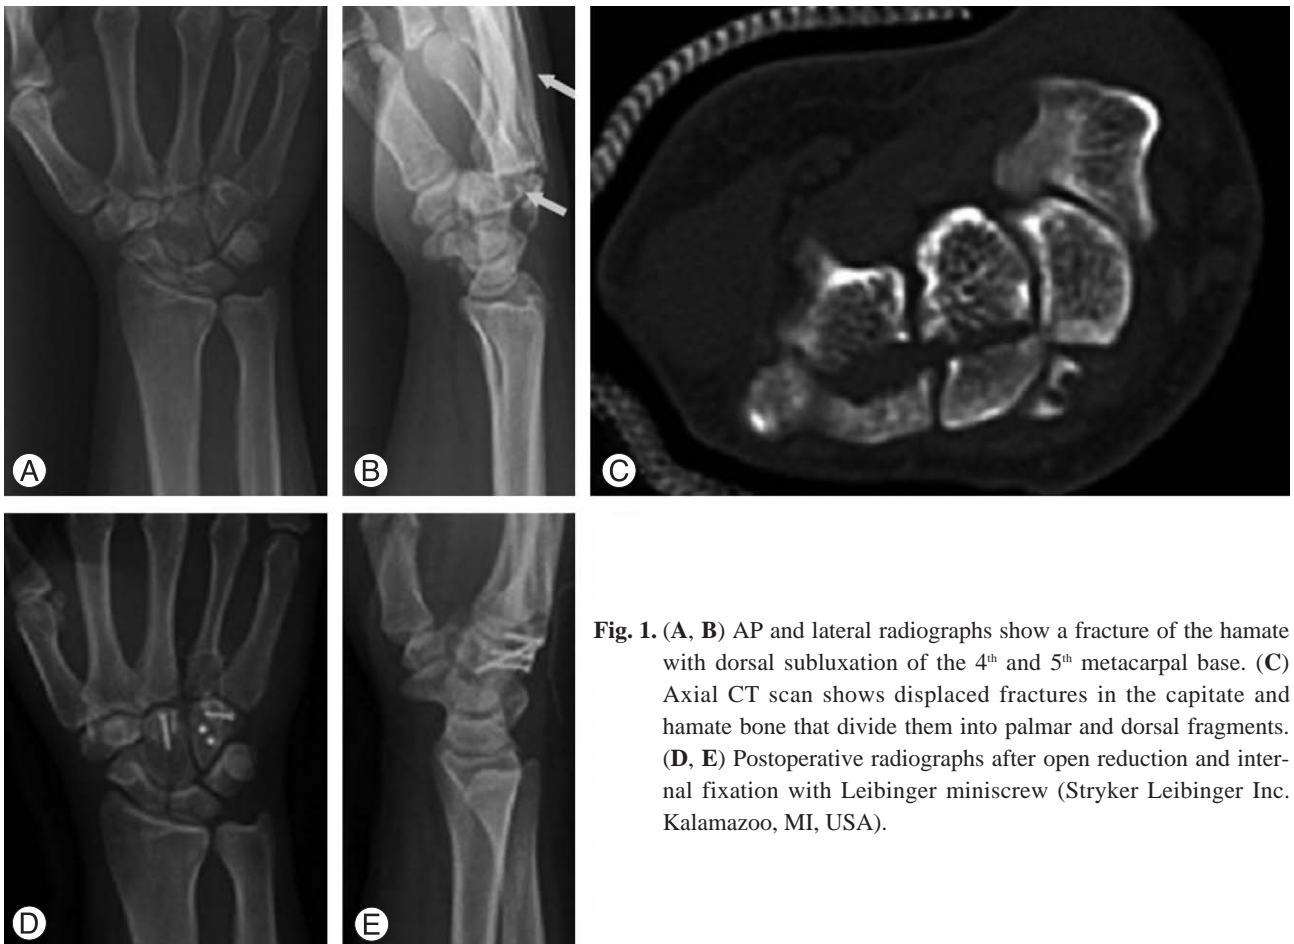 A
B
C
D
E
Fig. 1. (A, B) AP and lateral radiographs show a fracture of the hamate
with dorsal subluxation of the 4th and 5th metacarpal base. (C)
Axial CT scan shows displaced fractures in the capitate and
hamate bone that divide them into palmar and dorsal fragments.
(D, E) Postoperative radiographs after open reduction and inter-
nal fixation with Leibinger miniscrew (Stryker Leibinger Inc.
Kalamazoo, MI, USA).